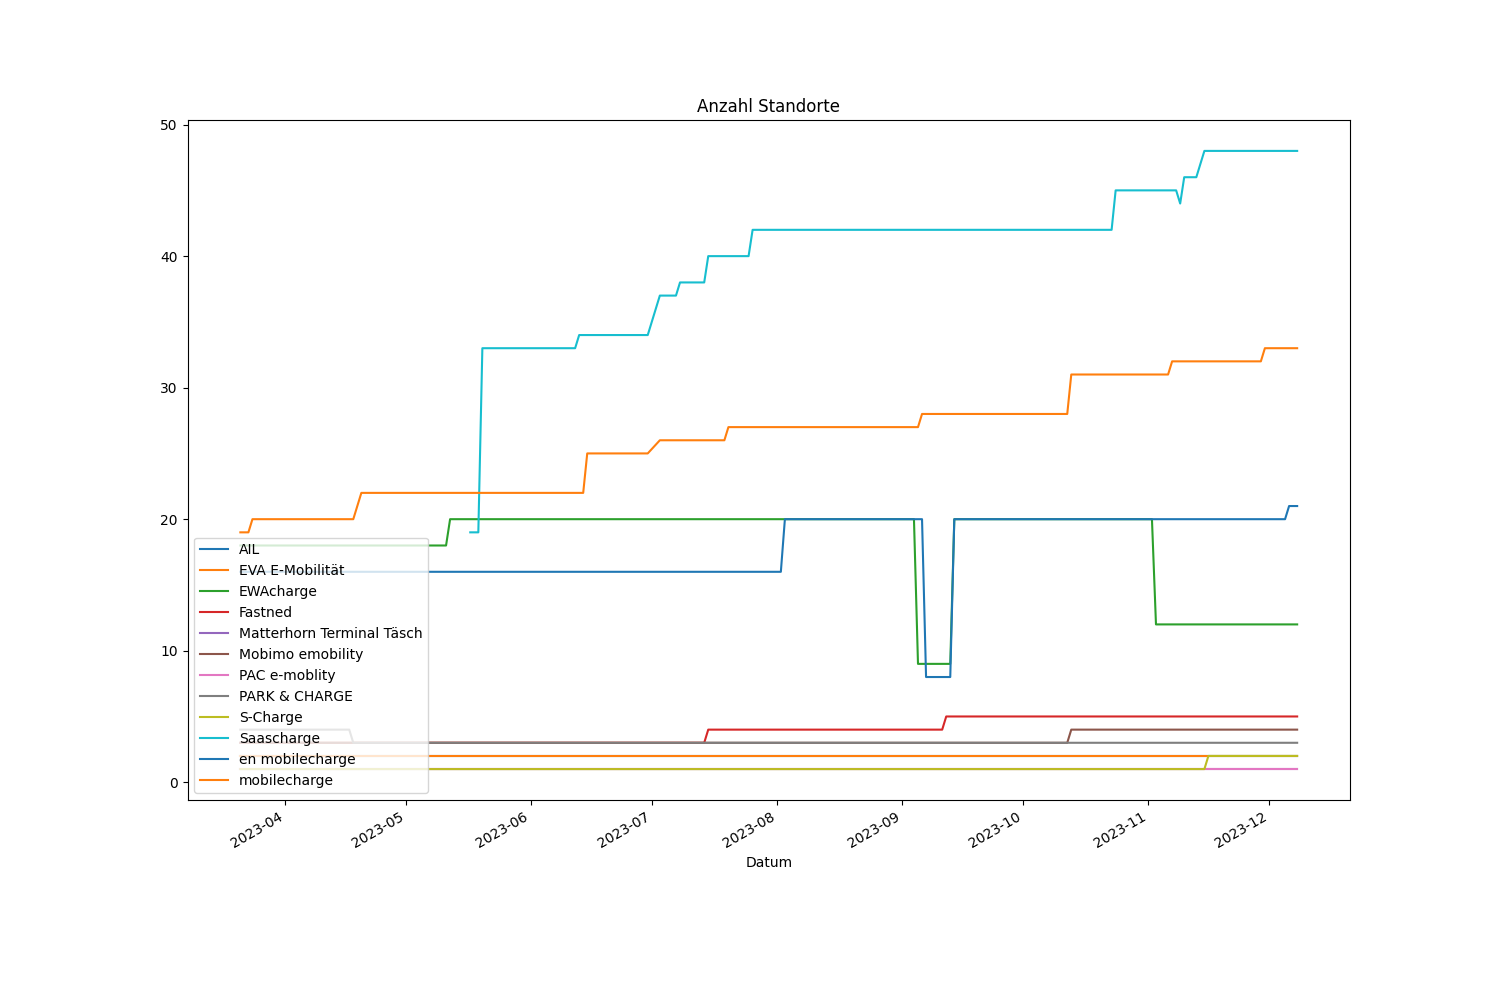 Anzahl Standorte
50
40
30
20
10
0
AIL
EVA E-Mobilität
EWAcharge
Fastned
Matterhorn Terminal Täsch
Mobimo emobility
PAC e-moblity
PARK & CHARGE
S-Charge
Saascharge
en mobilecharge
mobilecharge
2023-04
2023-05
2023-06
2023-07
2023-08
2023-09
2023-10
2023-11
2023-12
Datum